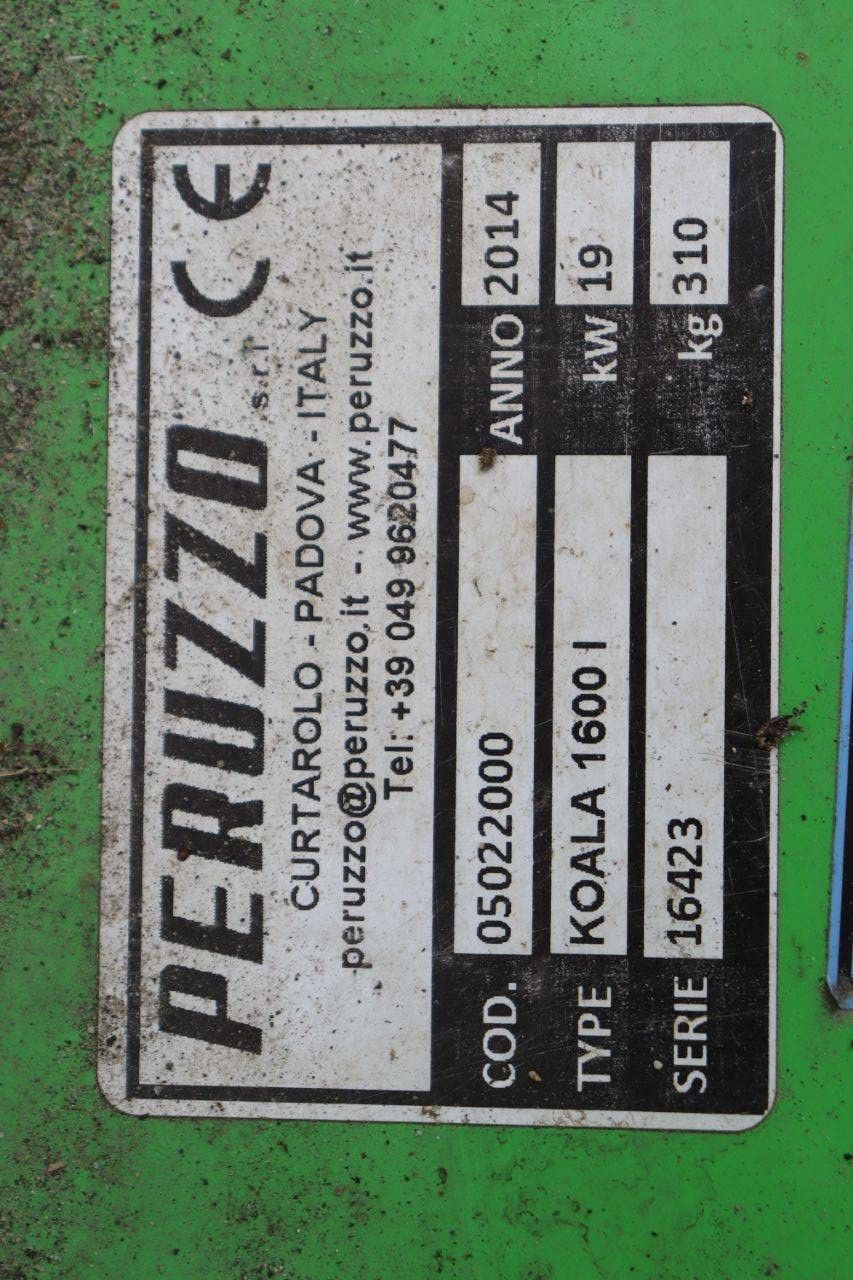 PERUZZO s.r.l CE
CURTAROLO - PADOVA - ITALY
peruzzo@peruzzo.it - www.peruzzo.it
Tel: +39 049 9620477
COD. 05022000 ANNO 2014
TYPE KOALA 1600 I kW 19
SERIE 16423 kg 310